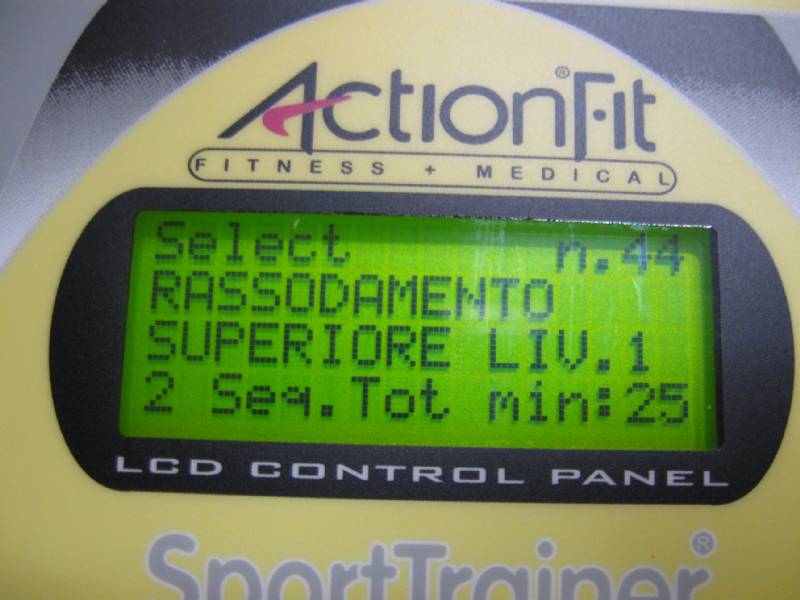 ActionFit®
FITNESS + MEDICAL
Select n.44
RASSODAMENTO
SUPERIORE LIV.1
2 Seq.Tot min:25
LCD CONTROL PANEL
SportTrainer®